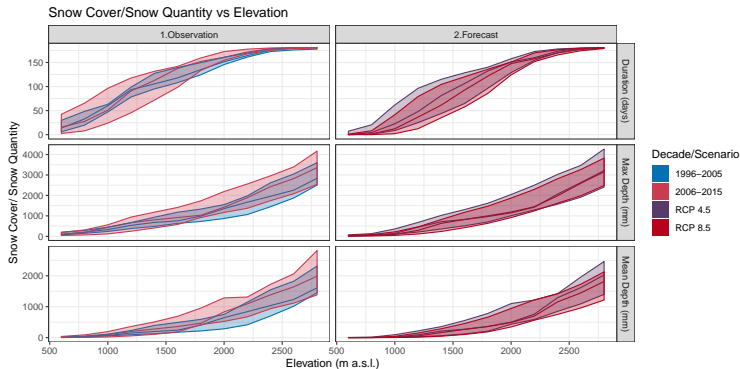 Snow Cover/Snow Quantity vs Elevation
1.Observation
2.Forecast
Snow Cover/ Snow Quantity
150
100
50
0
Duration (days)
4000
3000
2000
1000
0
Max Depth (mm)
2000
1000
0
Mean Depth (mm)
500 1000 1500 2000 2500
500 1000 1500 2000 2500
Elevation (m a.s.l.)
Decade/Scenario
1996–2005
2006–2015
RCP 4.5
RCP 8.5